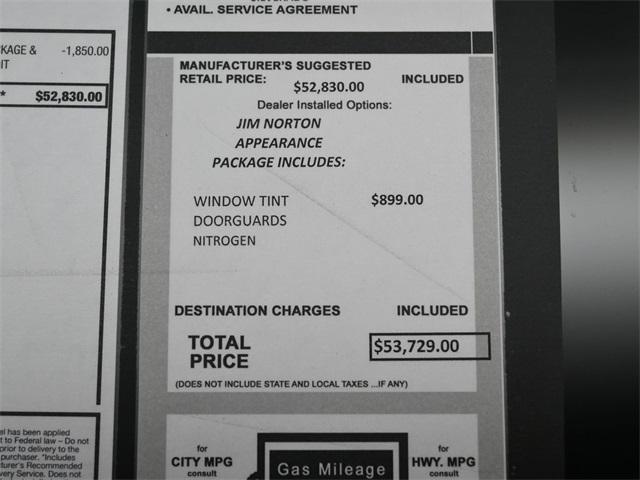 • AVAIL. SERVICE AGREEMENT
KAGE & -1,850.00
IT
* $52,830.00
MANUFACTURER'S SUGGESTED
RETAIL PRICE: $52,830.00 INCLUDED
Dealer Installed Options:
JIM NORTON
APPEARANCE
PACKAGE INCLUDES:
WINDOW TINT $899.00
DOORGUARDS
NITROGEN
DESTINATION CHARGES INCLUDED
TOTAL
PRICE $53,729.00
(DOES NOT INCLUDE STATE AND LOCAL TAXES ...IF ANY)
el has been applied
t to Federal law – Do not
prior to delivery to the
purchaser. *Includes
turer's Recommended
very Service. Does not
for
CITY MPG
consult
Gas Mileage
for
HWY. MPG
consult